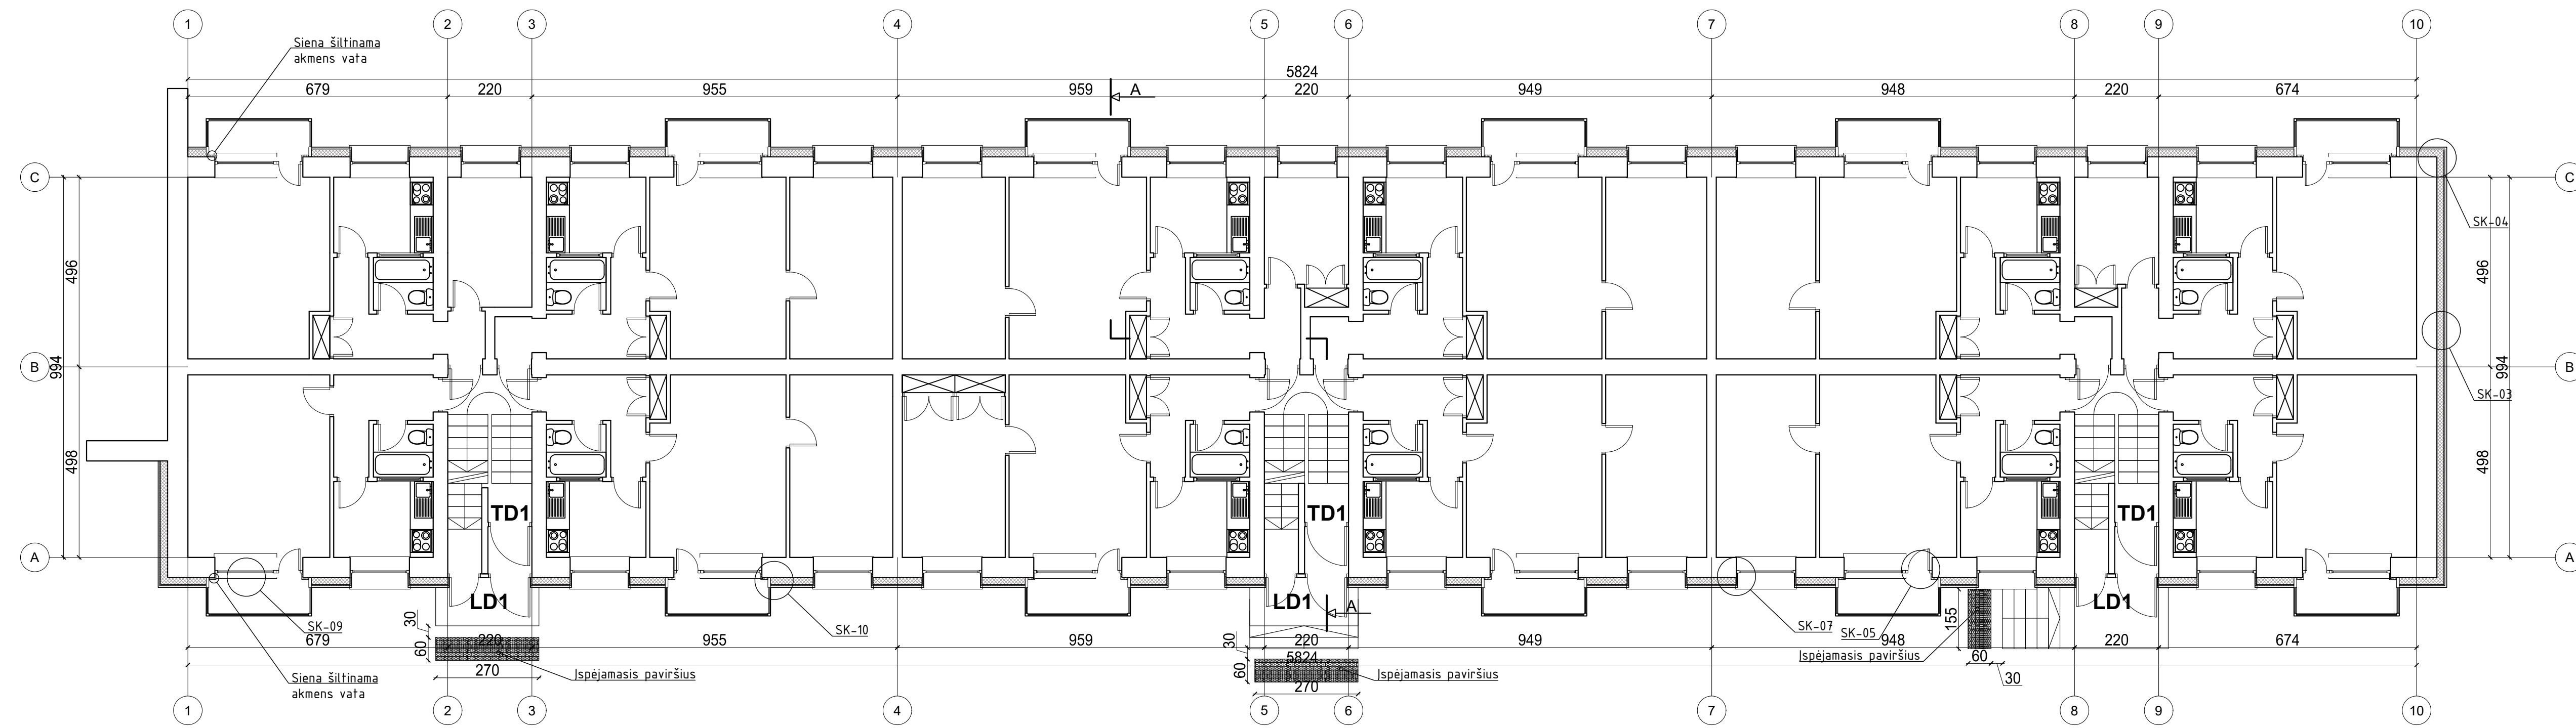 1 2 3 4 5 6 7 8 9 10
Siena šiltinama
akmens vata
5824
679 220 955 959 A 220 949 948 220 674
C C
SK-04
496 496
B B
994 994
SK-03
498 498
TD1 TD1 TD1
A A
LD1 LD1 LD1
A
SK-09 SK-10 SK-07 SK-05
30 30 155
679 220 955 959 220 949 948 220 674
60 60
5824
Įspėjamasis paviršius
60
30
270
Įspėjamasis paviršius
Įspėjamasis paviršius
Siena šiltinama
akmens vata
270
1 2 3 4 5 6 7 8 9 10